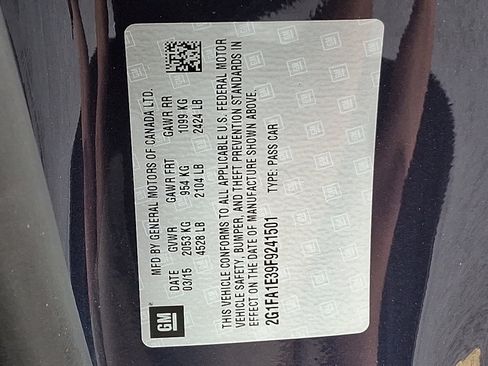 GM
MFD BY GENERAL MOTORS OF CANADA LTD.
DATE GVWR GAWR FRT GAWR RR
03/15 2053 KG 954 KG 1099 KG
4528 LB 2104 LB 2424 LB
THIS VEHICLE CONFORMS TO ALL APPLICABLE U.S. FEDERAL MOTOR
VEHICLE SAFETY, BUMPER, AND THEFT PREVENTION STANDARDS IN
EFFECT ON THE DATE OF MANUFACTURE SHOWN ABOVE.
2G1FA1E39F9241501 TYPE: PASS CAR